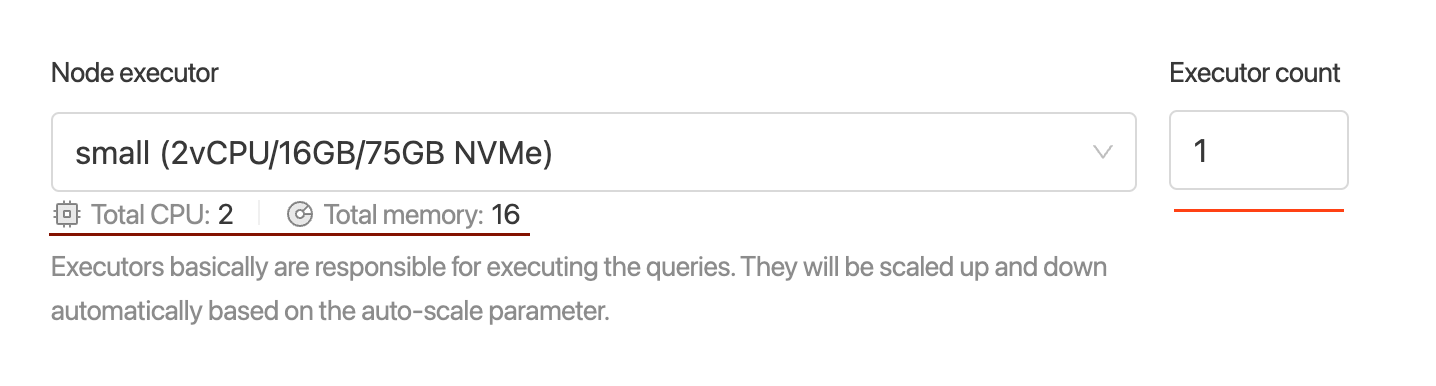 Node executor
Executor count
small (2vCPU/16GB/75GB NVMe)
1
Total CPU: 2
Total memory: 16
Executors basically are responsible for executing the queries. They will be scaled up and down
automatically based on the auto-scale parameter.